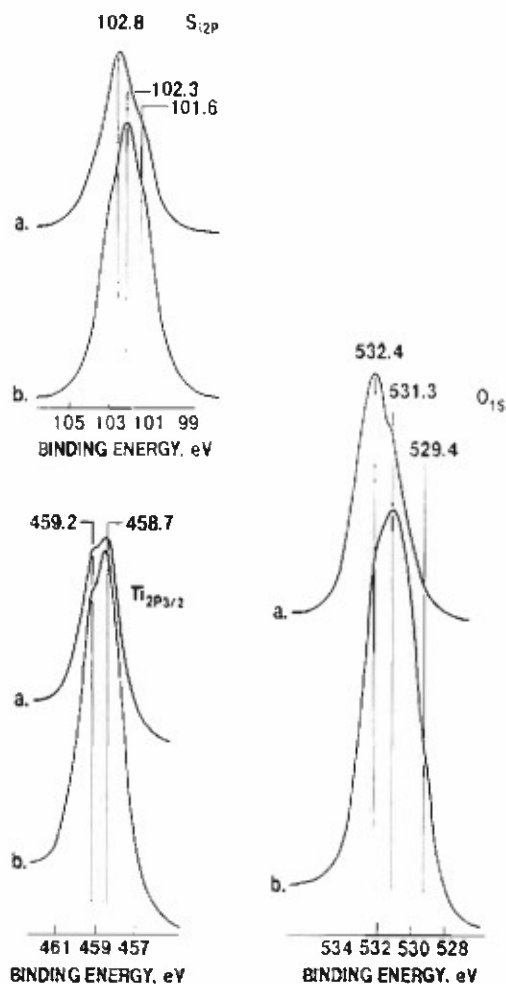 102.8 Si2P
102.3
101.6
a.
b.
105 103 101 99
BINDING ENERGY, eV
532.4
531.3
O1S
529.4
459.2 458.7
Ti2P3/2
a.
a.
b.
b.
461 459 457
534 532 530 528
BINDING ENERGY, eV
BINDING ENERGY, eV